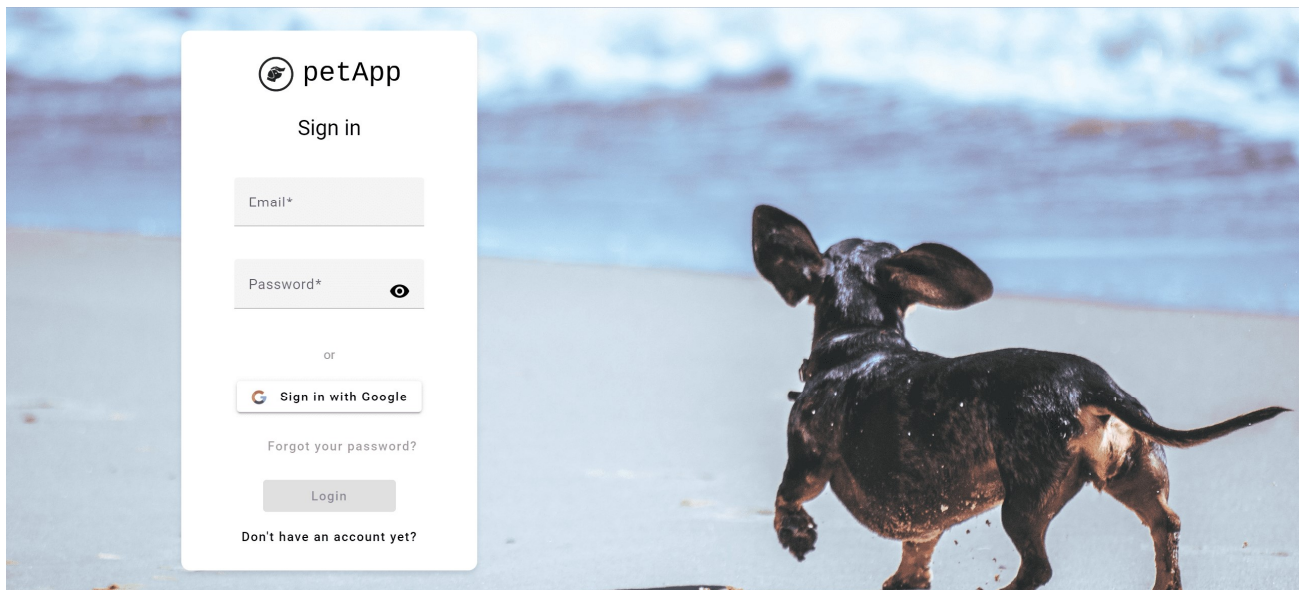 petApp
Sign in
Email*
Password*
or
Sign in with Google
Forgot your password?
Login
Don't have an account yet?